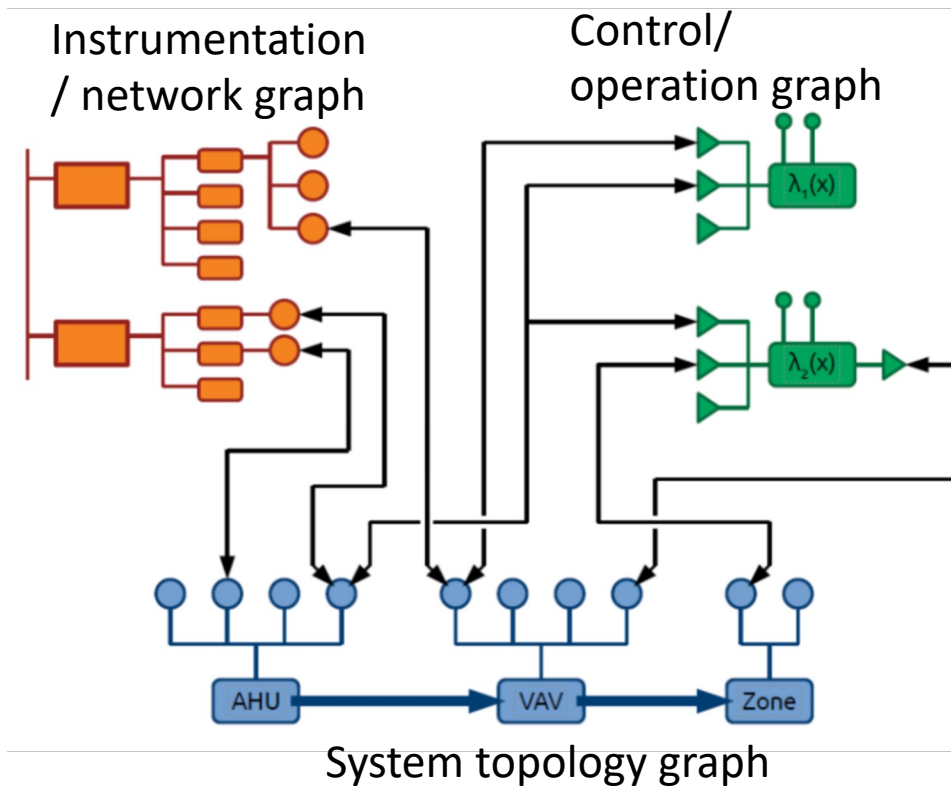 Instrumentation
/ network graph
Control/
operation graph
λ₁(x)
λ₂(x)
AHU
VAV
Zone
System topology graph